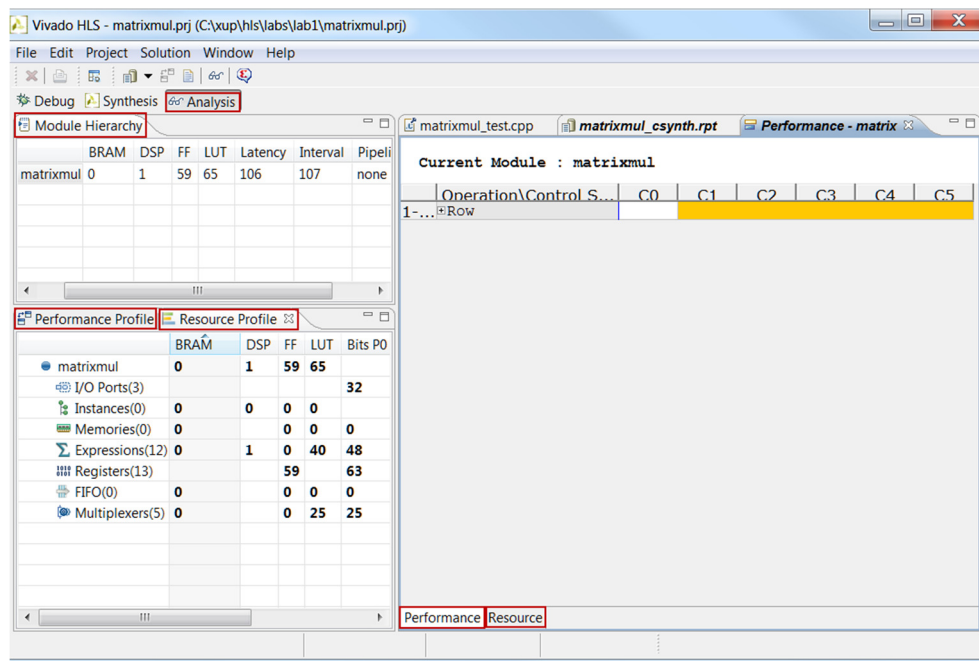 Vivado HLS - matrixmul.prj (C:\xup\hls\labs\lab1\matrixmul.prj)
File Edit Project Solution Window Help
Debug Synthesis Analysis
Module Hierarchy
BRAM DSP FF LUT Latency Interval Pipeli
matrixmul 0 1 59 65 106 107 none
Performance Profile Resource Profile
BRAM DSP FF LUT Bits P0
matrixmul 0 1 59 65
I/O Ports(3) 32
Instances(0) 0 0 0 0
Memories(0) 0 0 0 0
Expressions(12) 0 1 0 40 48
Registers(13) 59 63
FIFO(0) 0 0 0 0
Multiplexers(5) 0 0 25 25
matrixmul_test.cpp matrixmul_csynth.rpt Performance - matrix
Current Module : matrixmul
Operation\Control S... C0 C1 C2 C3 C4 C5
1-... Row
Performance Resource